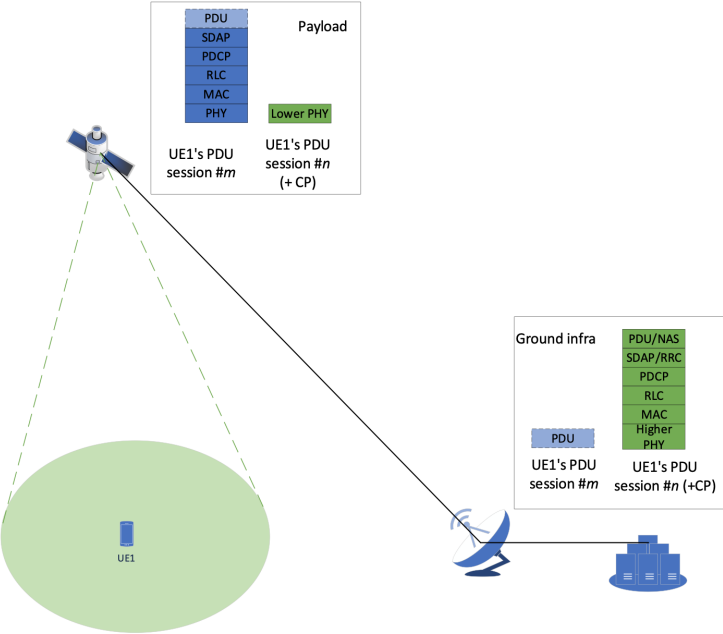 Payload
PDU
SDAP
PDCP
RLC
MAC
PHY
Lower PHY
UE1's PDU
session #m
UE1's PDU
session #n
(+ CP)
Ground infra
PDU/NAS
SDAP/RRC
PDCP
RLC
MAC
Higher
PHY
PDU
UE1's PDU
session #m
UE1's PDU
session #n (+CP)
UE1